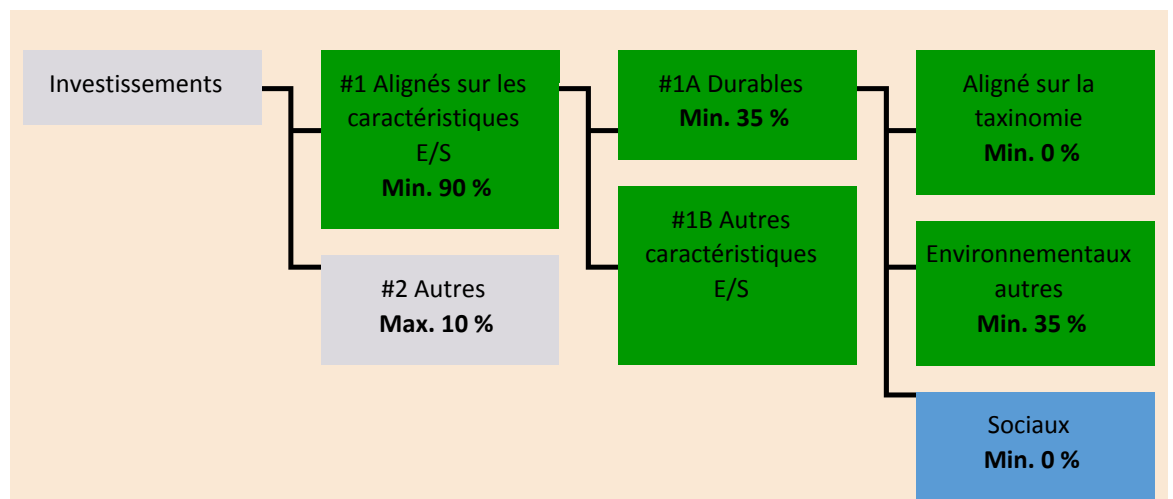 Investissements
#1 Alignés sur les
caractéristiques
E/S
Min. 90 %
#2 Autres
Max. 10 %
#1A Durables
Min. 35 %
#1B Autres
caractéristiques
E/S
Aligné sur la
taxinomie
Min. 0 %
Environnementaux
autres
Min. 35 %
Sociaux
Min. 0 %